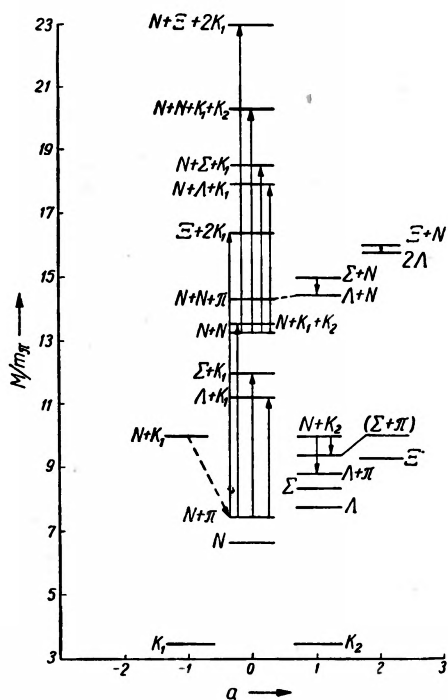 M/mπ
23
21
19
17
15
13
11
9
7
5
3
N+Ξ+2K₁
N+N+K₁+K₂
N+Σ+K₁
N+Λ+K₁
Ξ+2K₁
Ξ+N
2Λ
Σ+N
N+N+π
Λ+N
N+N
N+K₁+K₂
Σ+K₁
Λ+K₁
N+K₁
N+K₂
(Σ+π)
Ξ
Λ+π
Σ
Λ
N+π
N
K₁
K₂
-2
-1
0
1
2
3
a